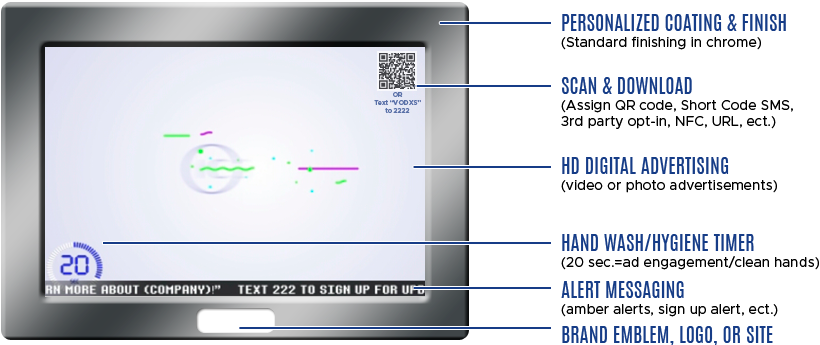 PERSONALIZED COATING & FINISH
(Standard finishing in chrome)
OR
Text "VODXS"
to 2222
SCAN & DOWNLOAD
(Assign QR code, Short Code SMS,
3rd party opt-in, NFC, URL, ect.)
HD DIGITAL ADVERTISING
(video or photo advertisements)
20
SEC
HAND WASH/HYGIENE TIMER
(20 sec.=ad engagement/clean hands)
RN MORE ABOUT (COMPANY)!" TEXT 222 TO SIGN UP FOR UPD
ALERT MESSAGING
(amber alerts, sign up alert, ect.)
BRAND EMBLEM, LOGO, OR SITE